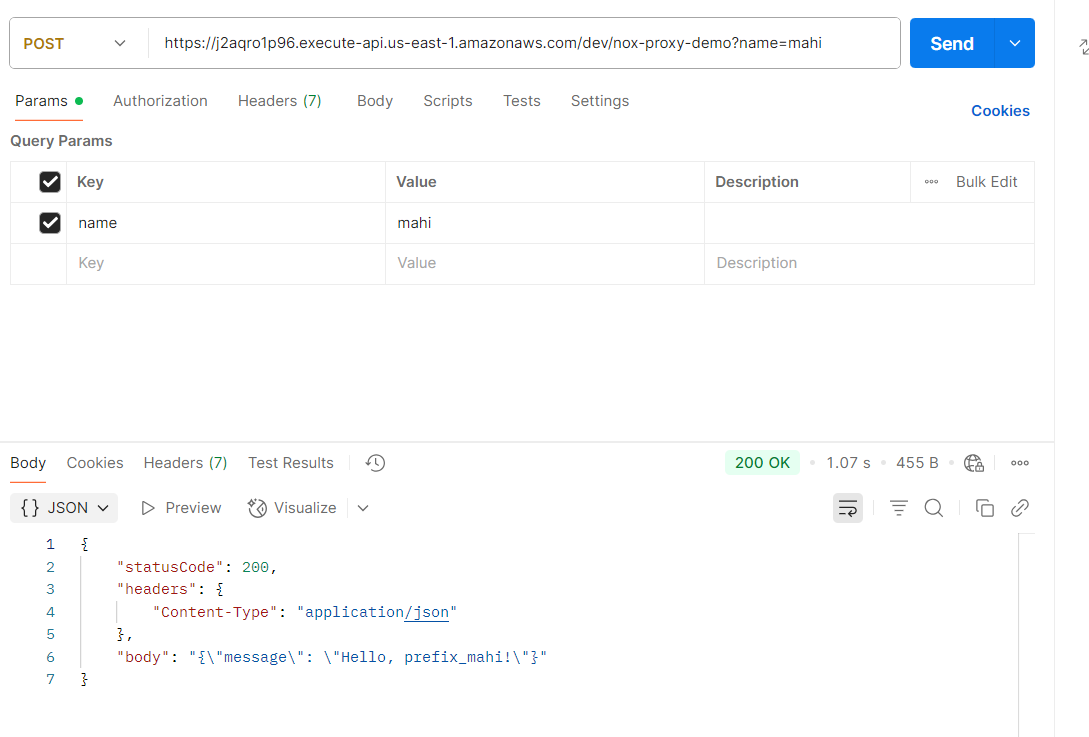 POST https://j2aqro1p96.execute-api.us-east-1.amazonaws.com/dev/nox-proxy-demo?name=mahi Send
Params Authorization Headers (7) Body Scripts Tests Settings Cookies
Query Params
Key Value Description Bulk Edit
name mahi
Key Value Description
Body Cookies Headers (7) Test Results 200 OK 1.07 s 455 B
{} JSON Preview Visualize
1 {
2 "statusCode": 200,
3 "headers": {
4 "Content-Type": "application/json"
5 },
6 "body": "{\"message\": \"Hello, prefix_mahi!\"}"
7 }